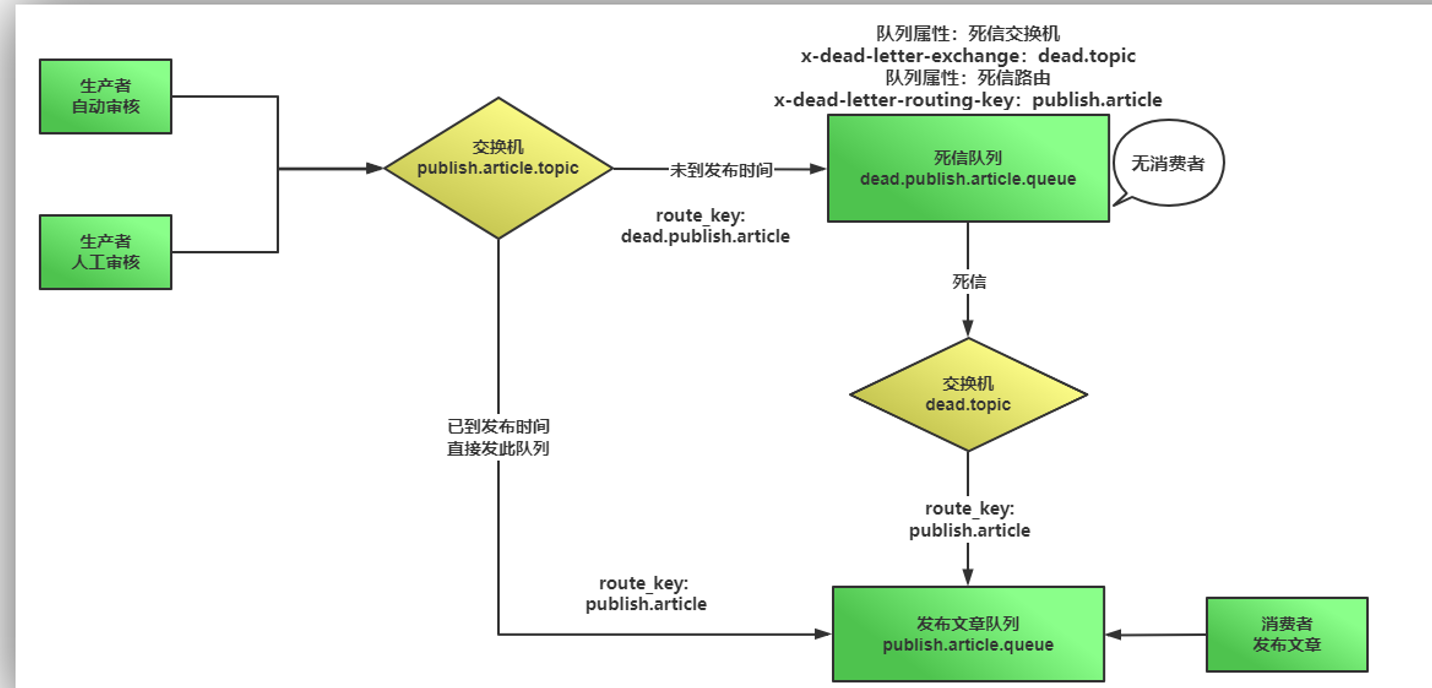 队列属性：死信交换机
x-dead-letter-exchange：dead.topic
队列属性：死信路由
x-dead-letter-routing-key：publish.article
生产者
自动审核
交换机
publish.article.topic
未到发布时间
死信队列
dead.publish.article.queue
无消费者
route_key:
dead.publish.article
生产者
人工审核
死信
交换机
dead.topic
已到发布时间
直接发此队列
route_key:
publish.article
route_key:
publish.article
发布文章队列
publish.article.queue
消费者
发布文章